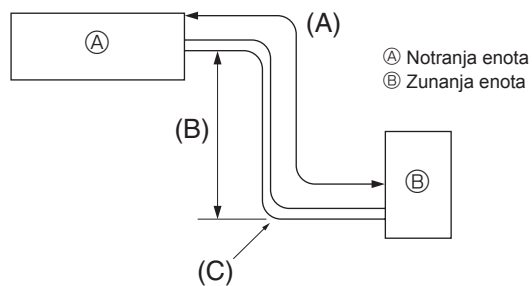 (A)
Ⓐ
Ⓐ Notranja enota
Ⓑ Zunanja enota
(B)
Ⓑ
(C)